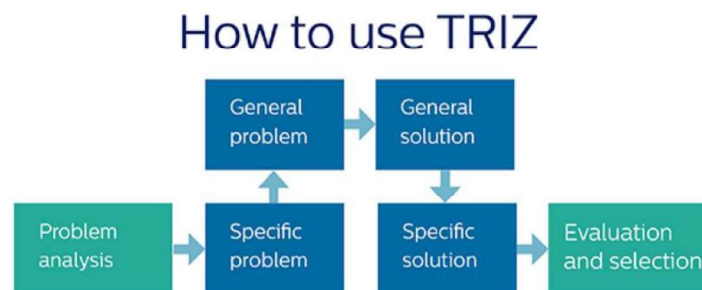 How to use TRIZ
General
problem
General
solution
Problem
analysis
Specific
problem
Specific
solution
Evaluation
and selection